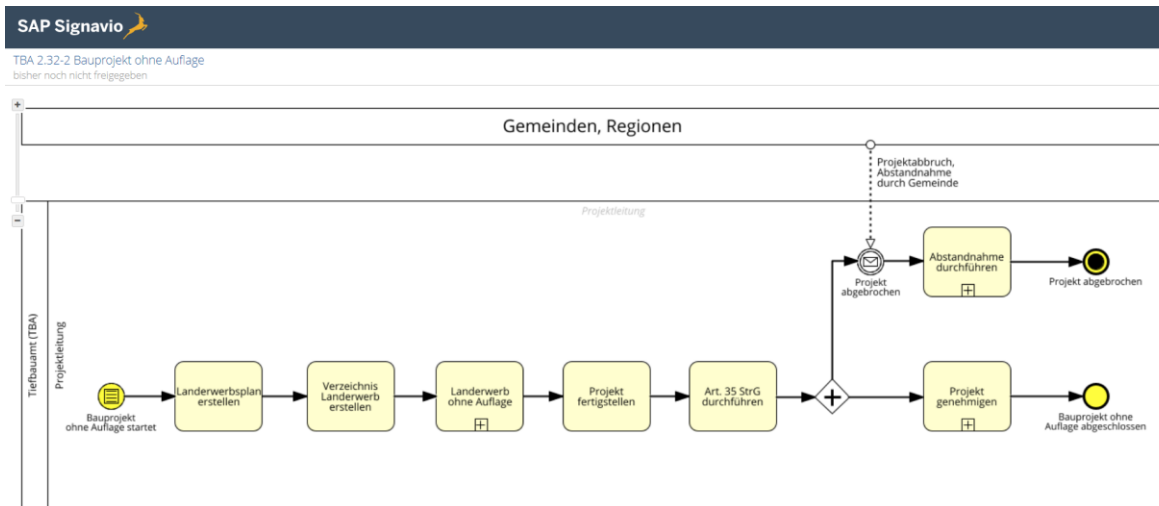 SAP Signavio
TBA 2.32-2 Bauprojekt ohne Auflage
bisher noch nicht freigegeben
Gemeinden, Regionen
Projektabbruch,
Abstandnahme
durch Gemeinde
Projektleitung
Tiefbauamt (TBA)
Projektleitung
Projekt
abgebrochen
Abstandnahme
durchführen
Projekt abgebrochen
Bauprojekt
ohne Auflage startet
Landerwerbsplan
erstellen
Verzeichnis
Landerwerb
erstellen
Landerwerb
ohne Auflage
Projekt
fertigstellen
Art. 35 StrG
durchführen
Projekt
genehmigen
Bauprojekt ohne
Auflage abgeschlossen